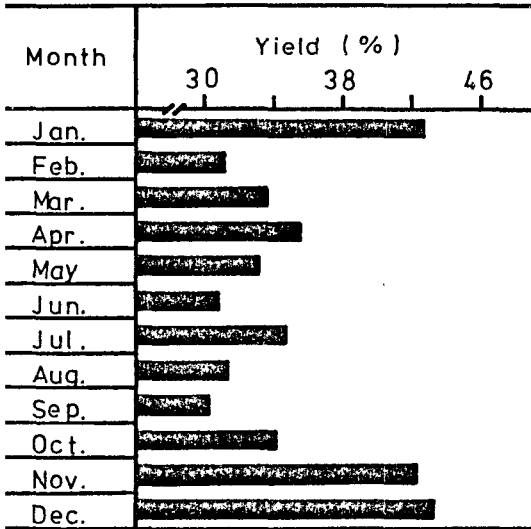 Month
Yield (%)
30 38 46
Jan.
Feb.
Mar.
Apr.
May
Jun.
Jul.
Aug.
Sep.
Oct.
Nov.
Dec.